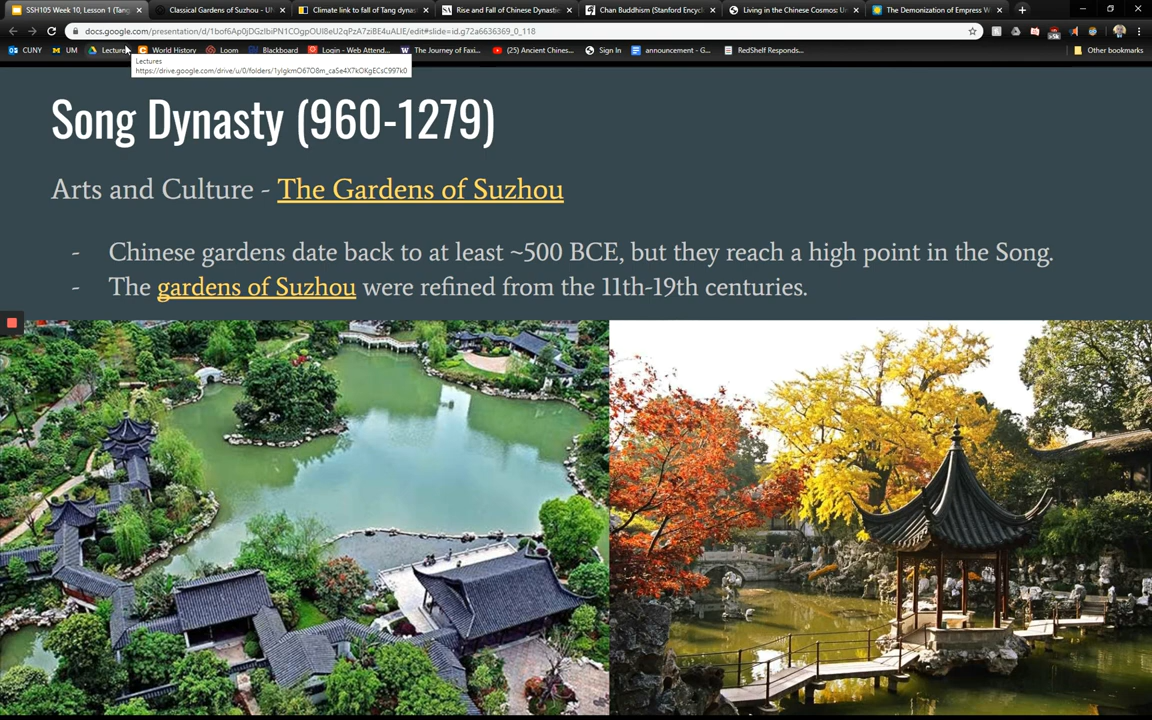 SSH105 Week 10, Lesson 1 (Tang
Classical Gardens of Suzhou - UN
Climate link to fall of Tang dynas
Rise and Fall of Chinese Dynastie
Chan Buddhism (Stanford Encycl
Living in the Chinese Cosmos: Un
The Demonization of Empress W
docs.google.com/presentation/d/1bof6Ap0jDGzIbiPN1COgpOUI8eU2qPzA7ziBE4uALIE/edit#slide=id.g72a6636369_0_118
CUNY
UM
Lectures
World History
Loom
Blackboard
Login - Web Attend...
The Journey of Faxi...
(25) Ancient Chines...
Sign In
announcement - G...
RedShelf Responds...
Other bookmarks
Lectures
Song Dynasty (960-1279)
Arts and Culture - The Gardens of Suzhou
- Chinese gardens date back to at least ~500 BCE, but they reach a high point in the Song.
- The gardens of Suzhou were refined from the 11th-19th centuries.